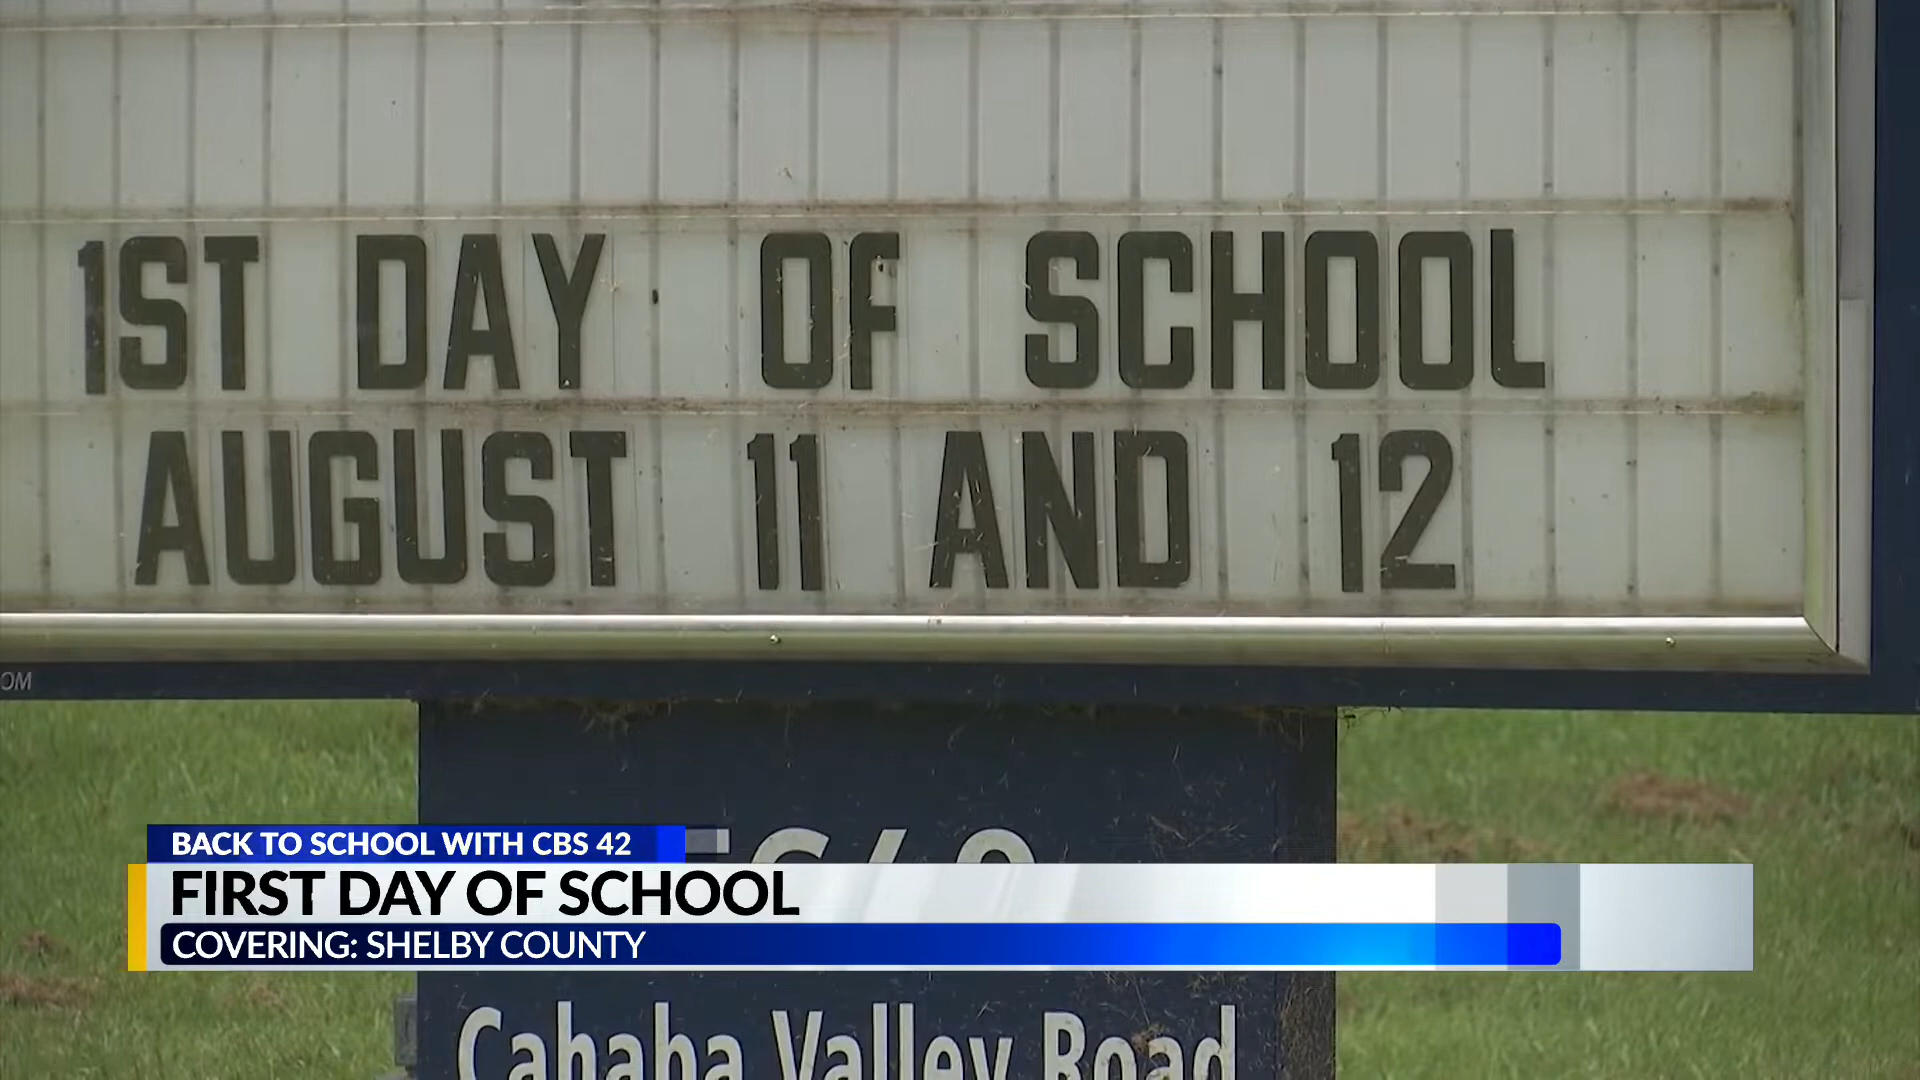 1ST DAY OF SCHOOL
AUGUST 11 AND 12
BACK TO SCHOOL WITH CBS 42
FIRST DAY OF SCHOOL
COVERING: SHELBY COUNTY
Cahaba Valley Road